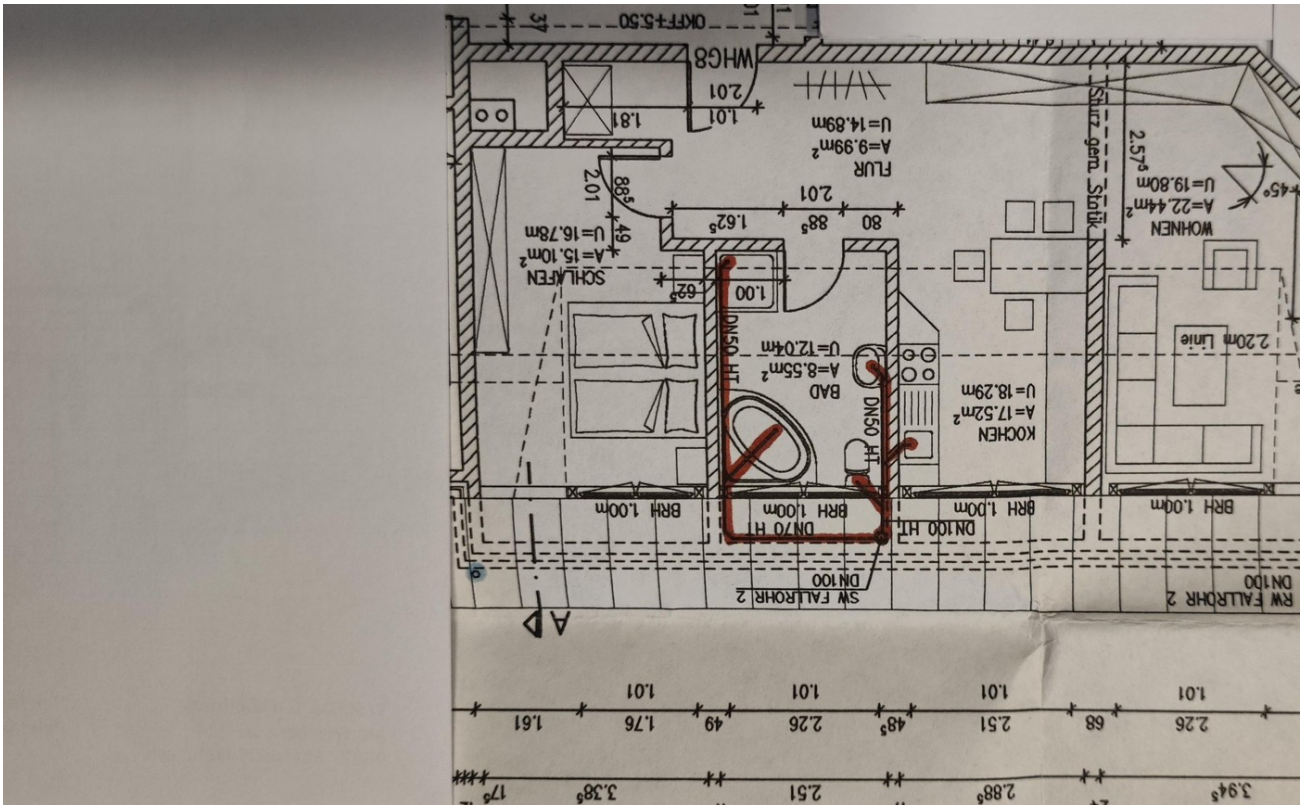 OKFF+5.50
37
WHG8
2.01
1.01
1.81
FLUR
A=9.99m²
U=14.89m
Sturz gem. Statik
2.57⁵
45°
WOHNEN
A=22.44m²
U=19.80m
88⁵
2.01
49
2.01
1.62⁵
88⁵
80
SCHLAFEN
A=15.10m²
U=16.78m
62⁵
1.00
DN50 HT
BAD
A=8.55m²
U=12.04m
DN50 HT
KOCHEN
A=17.52m²
U=18.29m
2.20m Linie
BRH 1.00m
BRH 1.00m
BRH 1.00m
BRH 1.00m
DN70 HT
DN100 HT
SW FALLROHR 2
DN100
RW FALLROHR 2
DN100
A
1.01
1.01
1.01
1.01
1.61
1.76
49
2.26
48⁵
2.51
68
2.26
17⁵
3.38⁵
2.51
2.88⁵
3.94⁵